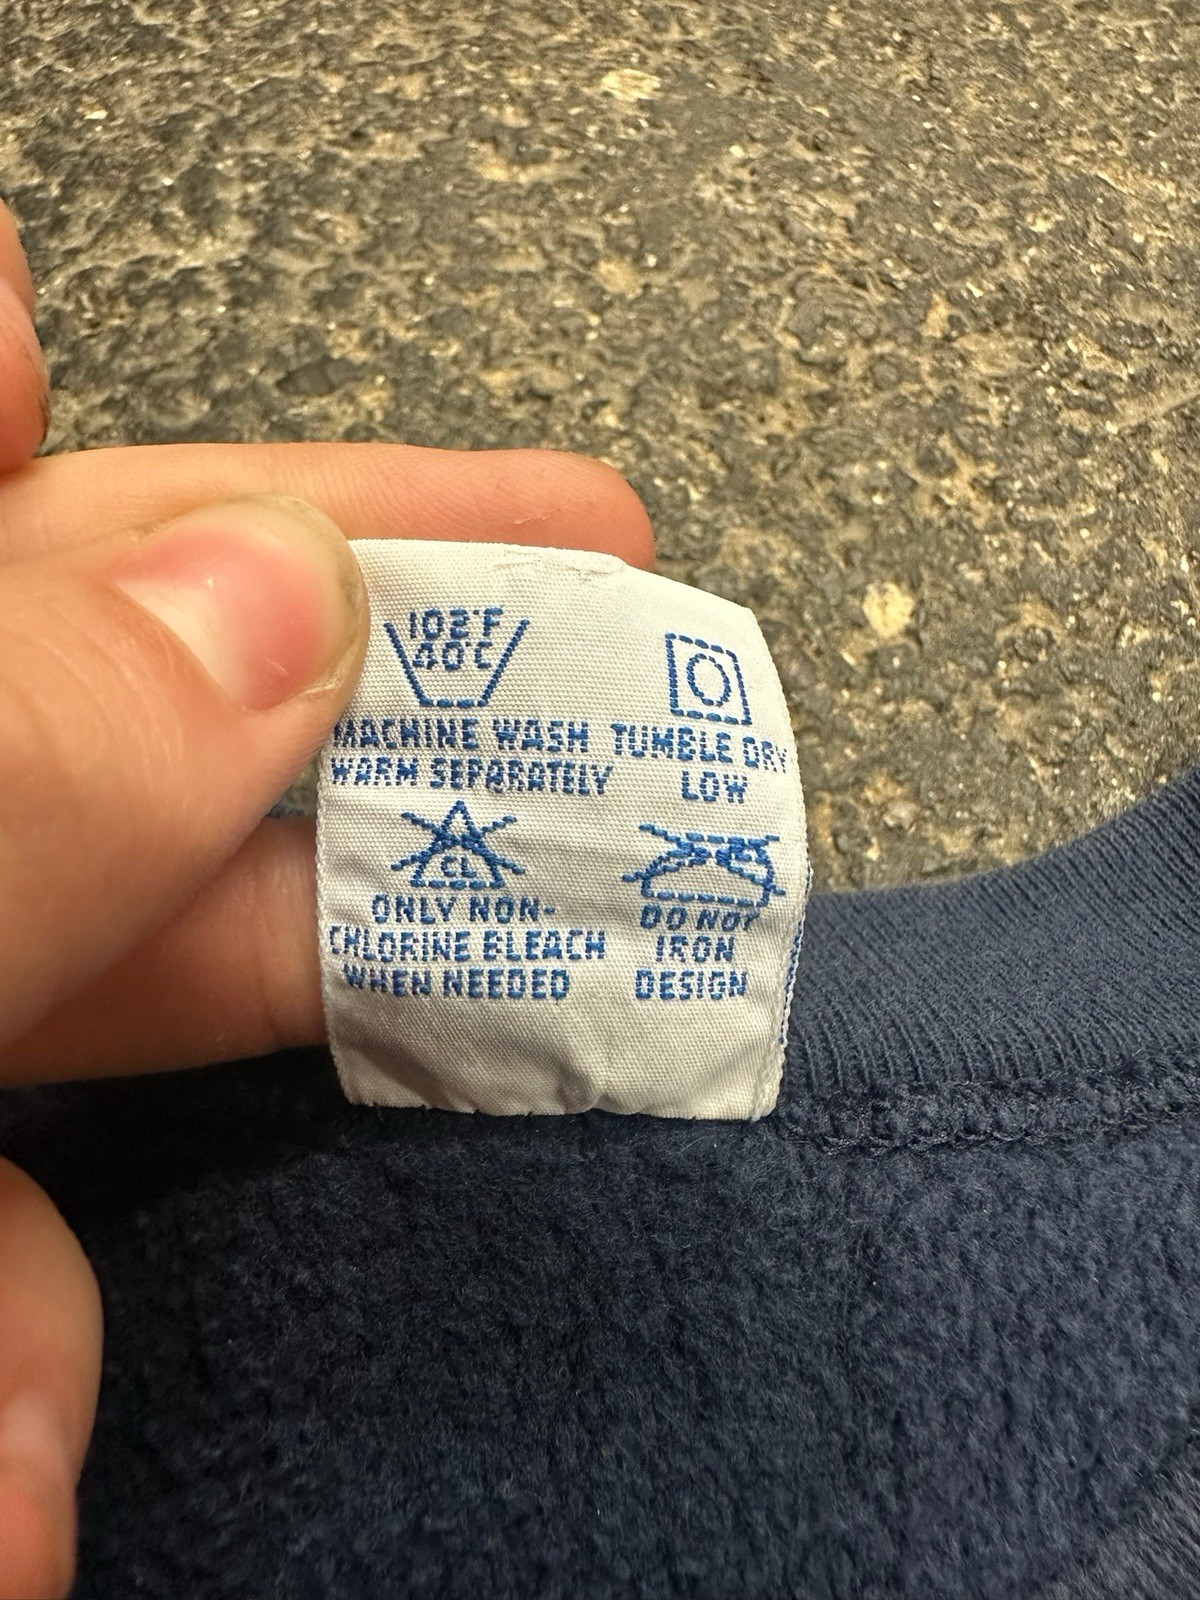 102°F
40°C
MACHINE WASH
WARM SEPARATELY
TUMBLE DRY
LOW
CL
ONLY NON-
CHLORINE BLEACH
WHEN NEEDED
DO NOT
IRON
DESIGN